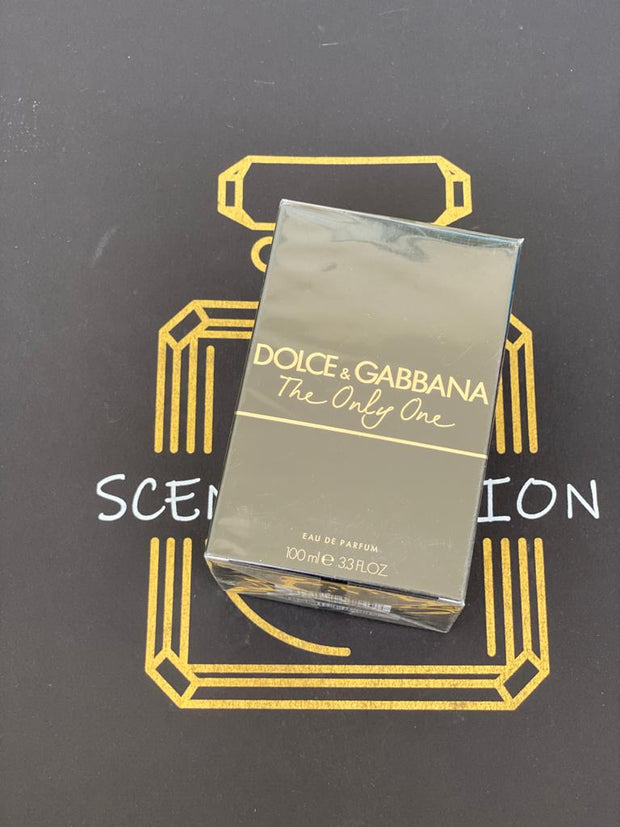 DOLCE & GABBANA
The Only One
SCEN ION
EAU DE PARFUM
100 ml ℮ 3.3 FL.OZ